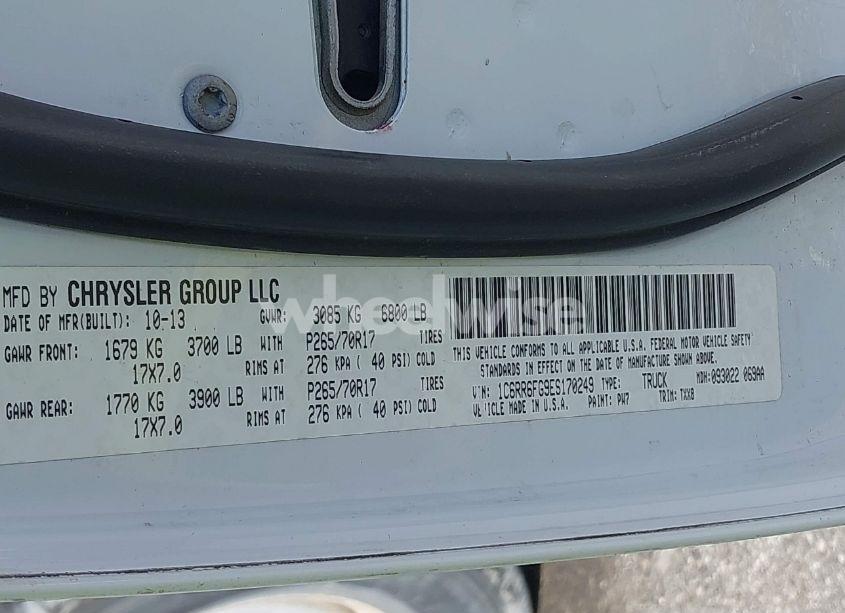 MFD BY CHRYSLER GROUP LLC
DATE OF MFR(BUILT): 10-13 GVWR: 3085 KG 6800 LB
GAWR FRONT: 1679 KG 3700 LB WITH P265/70R17 TIRES
17X7.0 RIMS AT 276 KPA ( 40 PSI) COLD
GAWR REAR: 1770 KG 3900 LB WITH P265/70R17 TIRES
17X7.0 RIMS AT 276 KPA ( 40 PSI) COLD
THIS VEHICLE CONFORMS TO ALL APPLICABLE U.S.A. FEDERAL MOTOR VEHICLE SAFETY
STANDARDS IN EFFECT ON THE DATE OF MANUFACTURE SHOWN ABOVE.
VIN: 1C6RR6FG9ES170249 TYPE: TRUCK MDH:093022 069AA
VEHICLE MADE IN U.S.A. PAINT: PW7 TRIM: TXX8
wheelwise